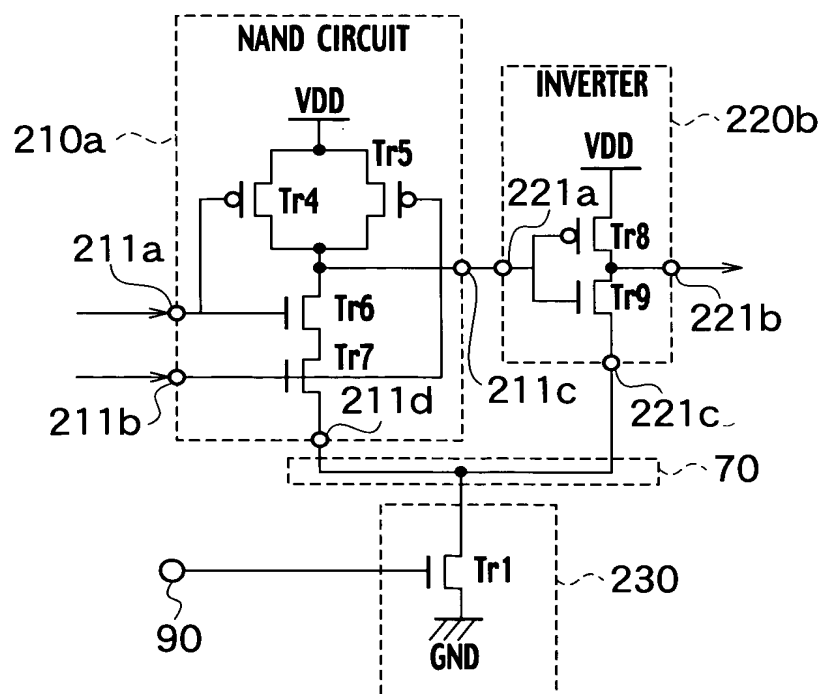 NAND CIRCUIT
INVERTER
210a
VDD
220b
VDD
Tr5
Tr4
221a
Tr8
211a
Tr6
Tr9
221b
Tr7
211b
211d
211c
221c
70
Tr1
230
90
GND